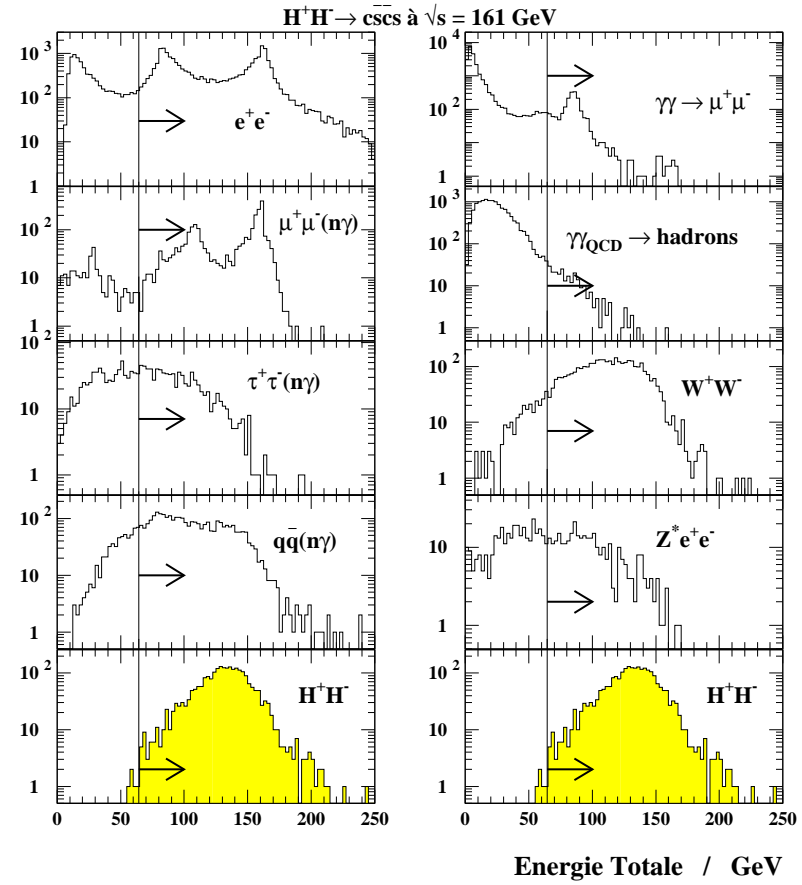 H⁺H⁻→ c̅s̅c̅s à √s = 161 GeV
10³
10²
10
1
e⁺e⁻
10⁴
10²
1
γγ → μ⁺μ⁻
10²
10
1
μ⁺μ⁻(nγ)
10³
10²
10
1
γγQCD → hadrons
10²
10
1
τ⁺τ⁻(nγ)
10²
10
1
W⁺W⁻
10²
10
1
qq̅(nγ)
10
1
Z*e⁺e⁻
10²
10
1
H⁺H⁻
10²
10
1
H⁺H⁻
0 50 100 150 200 250
0 50 100 150 200 250
Energie Totale / GeV